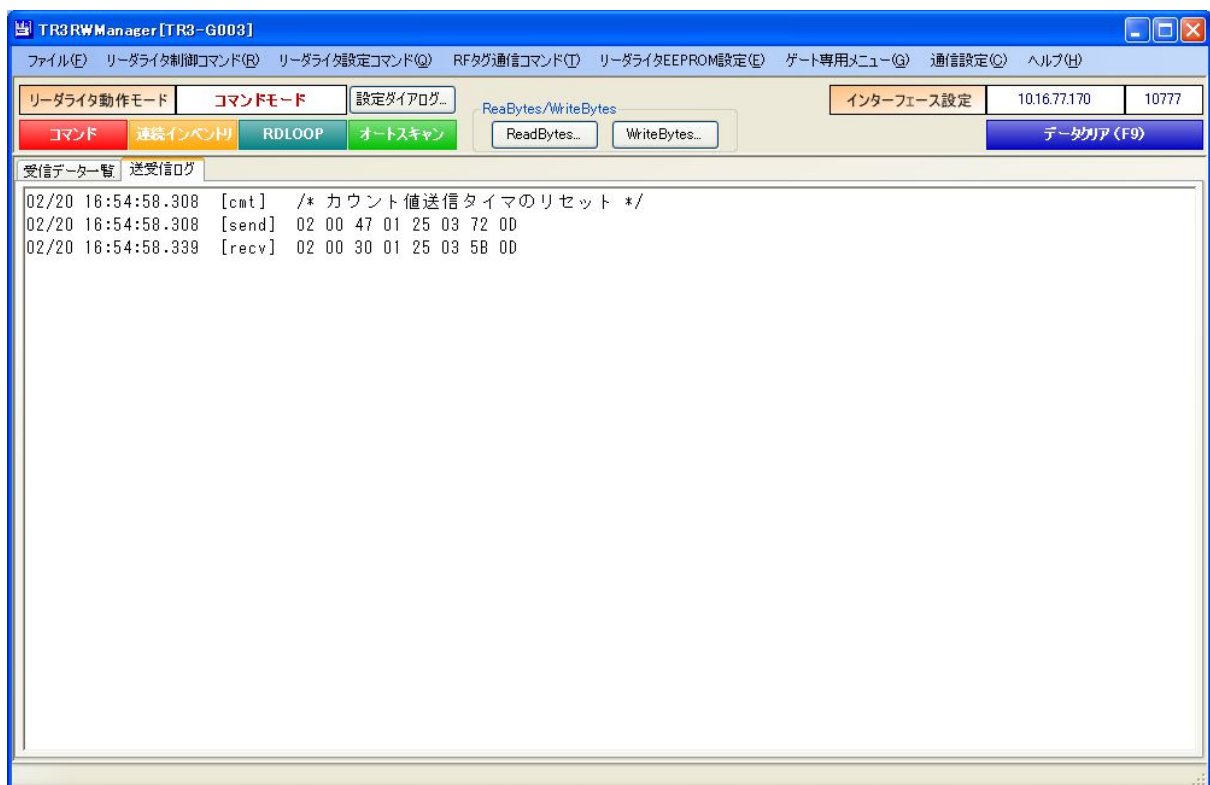 TR3RWManager[TR3-G003]
ファイル(F) リーダライタ制御コマンド(R) リーダライタ設定コマンド(Q) RFタグ通信コマンド(T) リーダライタEEPROM設定(E) ゲート専用メニュー(G) 通信設定(C) ヘルプ(H)
リーダライタ動作モード コマンドモード 設定ダイアログ... ReaBytes/WriteBytes インターフェース設定 10.16.77.170 10777
コマンド 連続インベントリ RDLOOP オートスキャン ReadBytes... WriteBytes... データクリア(F9)
受信データ一覧 送受信ログ
02/20 16:54:58.308 [cmt] /* カウント値送信タイマのリセット */
02/20 16:54:58.308 [send] 02 00 47 01 25 03 72 0D
02/20 16:54:58.339 [recv] 02 00 30 01 25 03 5B 0D